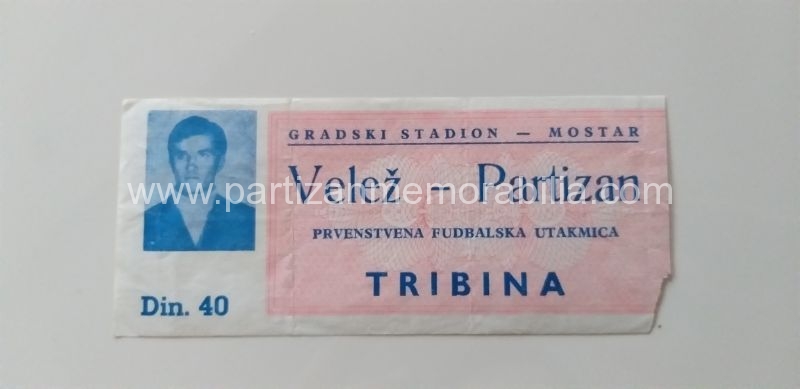 GRADSKI STADION — MOSTAR
Velež — Partizan
www.partizanmemorabilia.com
PRVENSTVENA FUDBALSKA UTAKMICA
TRIBINA
Din. 40